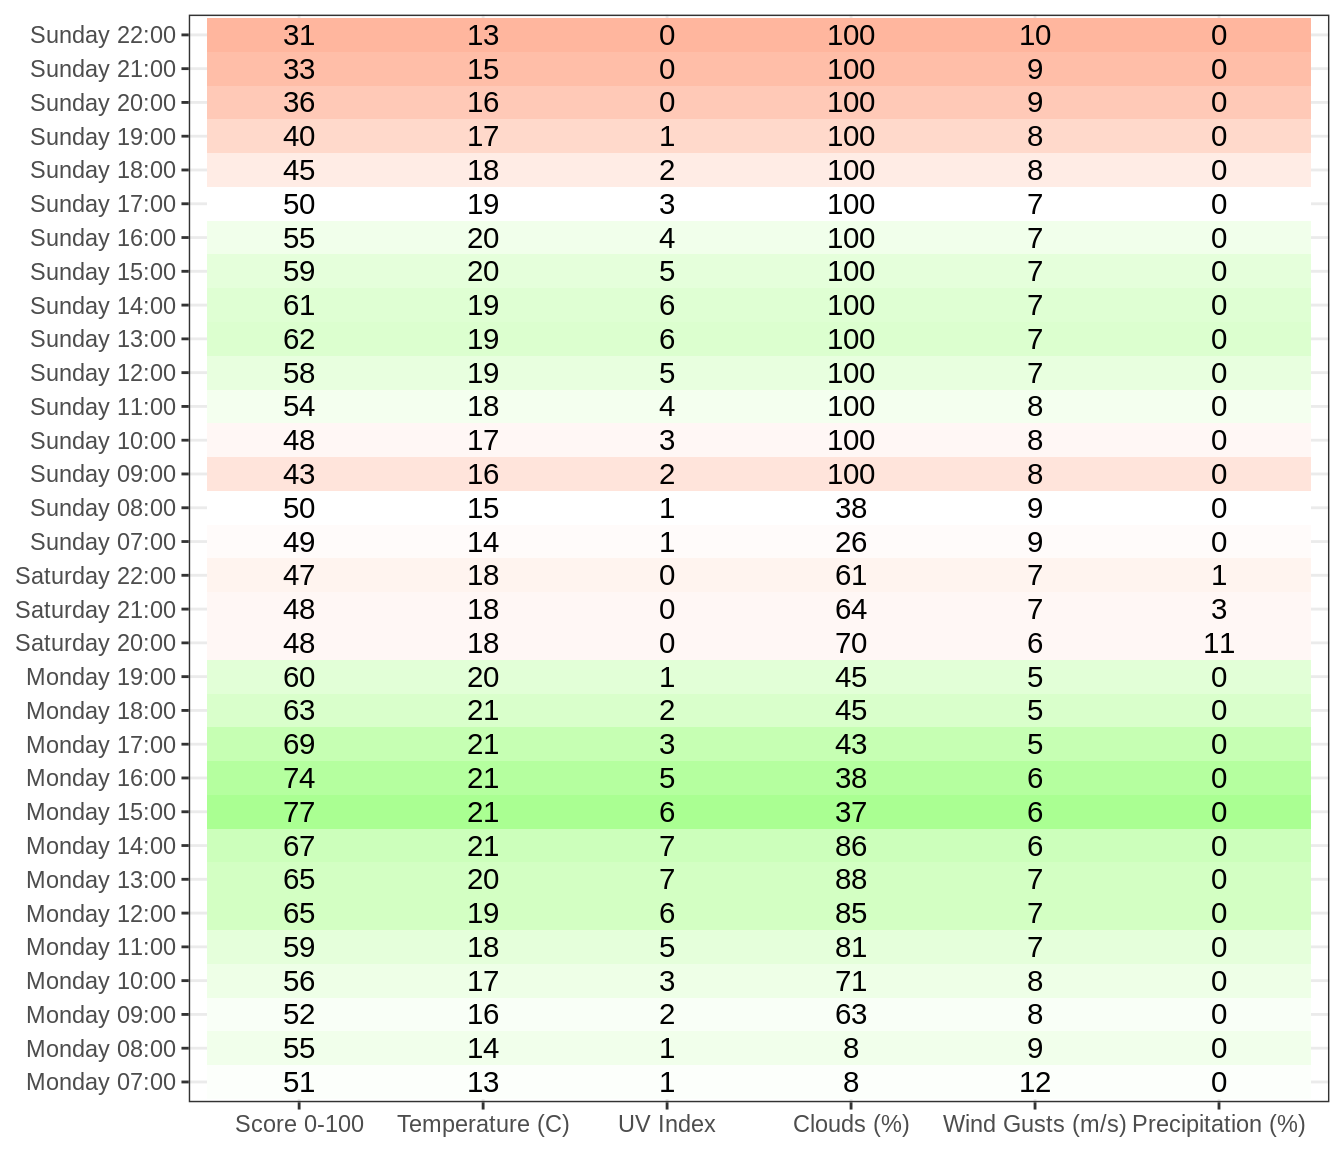 Sunday 22:00 31 13 0 100 10 0
Sunday 21:00 33 15 0 100 9 0
Sunday 20:00 36 16 0 100 9 0
Sunday 19:00 40 17 1 100 8 0
Sunday 18:00 45 18 2 100 8 0
Sunday 17:00 50 19 3 100 7 0
Sunday 16:00 55 20 4 100 7 0
Sunday 15:00 59 20 5 100 7 0
Sunday 14:00 61 19 6 100 7 0
Sunday 13:00 62 19 6 100 7 0
Sunday 12:00 58 19 5 100 7 0
Sunday 11:00 54 18 4 100 8 0
Sunday 10:00 48 17 3 100 8 0
Sunday 09:00 43 16 2 100 8 0
Sunday 08:00 50 15 1 38 9 0
Sunday 07:00 49 14 1 26 9 0
Saturday 22:00 47 18 0 61 7 1
Saturday 21:00 48 18 0 64 7 3
Saturday 20:00 48 18 0 70 6 11
Monday 19:00 60 20 1 45 5 0
Monday 18:00 63 21 2 45 5 0
Monday 17:00 69 21 3 43 5 0
Monday 16:00 74 21 5 38 6 0
Monday 15:00 77 21 6 37 6 0
Monday 14:00 67 21 7 86 6 0
Monday 13:00 65 20 7 88 7 0
Monday 12:00 65 19 6 85 7 0
Monday 11:00 59 18 5 81 7 0
Monday 10:00 56 17 3 71 8 0
Monday 09:00 52 16 2 63 8 0
Monday 08:00 55 14 1 8 9 0
Monday 07:00 51 13 1 8 12 0
Score 0-100 Temperature (C) UV Index Clouds (%) Wind Gusts (m/s) Precipitation (%)